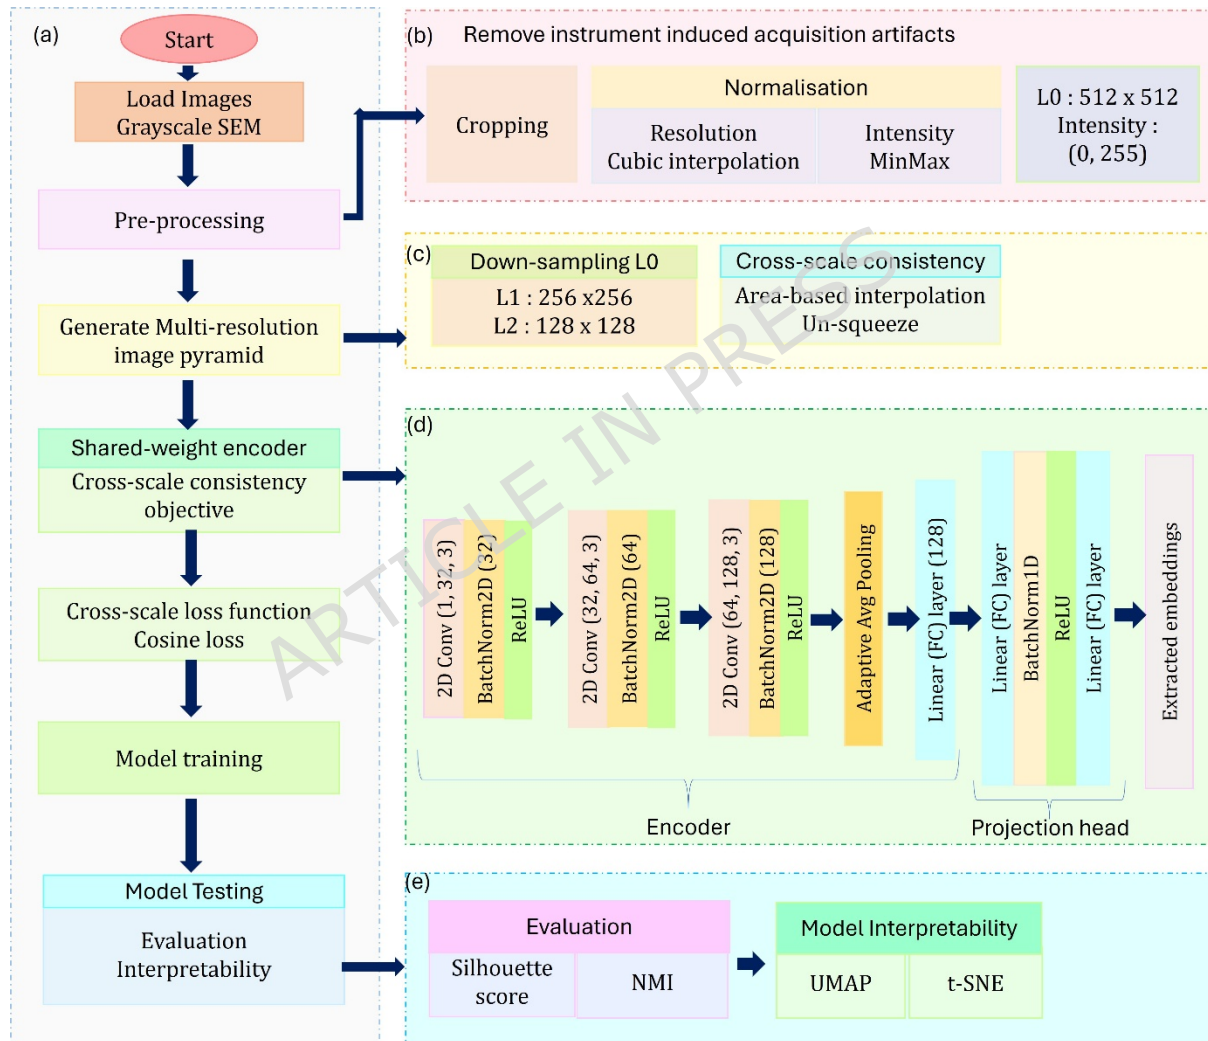 (a)
Start
Load Images
Grayscale SEM
Pre-processing
Generate Multi-resolution
image pyramid
Shared-weight encoder
Cross-scale consistency
objective
Cross-scale loss function
Cosine loss
Model training
Model Testing
Evaluation
Interpretability
(b) Remove instrument induced acquisition artifacts
Cropping
Normalisation
Resolution
Cubic interpolation
Intensity
MinMax
L0 : 512 x 512
Intensity :
(0, 255)
(c)
Down-sampling L0
L1 : 256 x256
L2 : 128 x 128
Cross-scale consistency
Area-based interpolation
Un-squeeze
(d)
2D Conv (1, 32, 3)
BatchNorm2D (32)
ReLU
2D Conv (32, 64, 3)
BatchNorm2D (64)
ReLU
2D Conv (64, 128, 3)
BatchNorm2D (128)
ReLU
Adaptive Avg Pooling
Linear (FC) layer (128)
Linear (FC) layer
BatchNorm1D
ReLU
Linear (FC) layer
Extracted embeddings
Encoder
Projection head
(e)
Evaluation
Silhouette
score
NMI
Model Interpretability
UMAP
t-SNE
ARTICLE IN PRESS